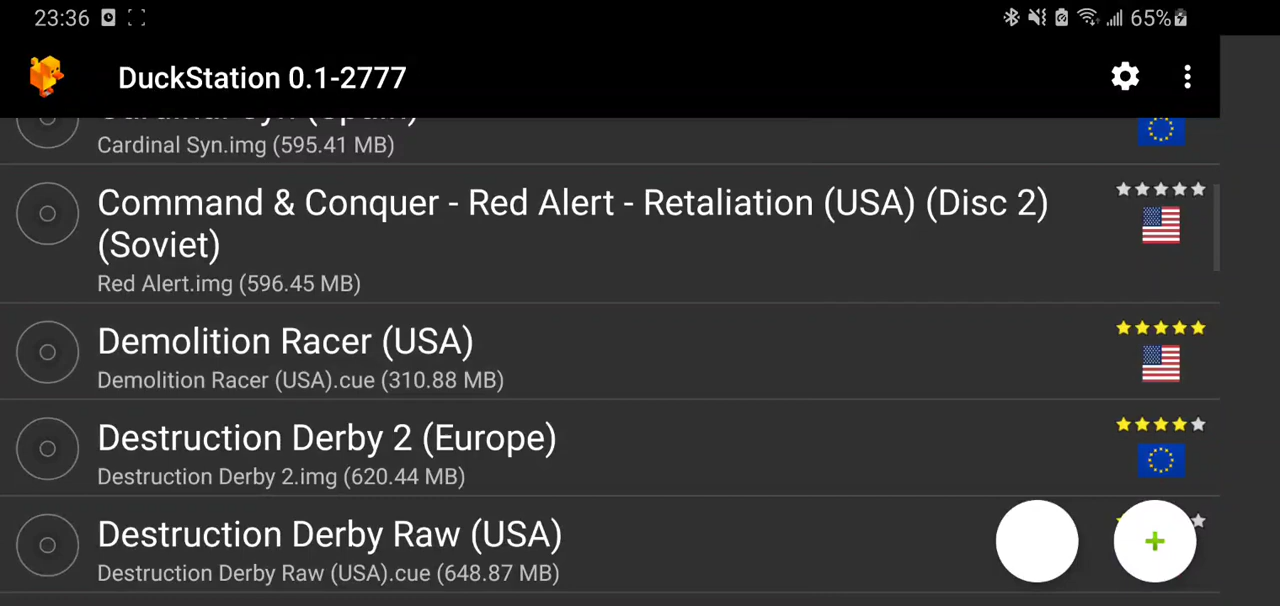 23:36
65%
DuckStation 0.1-2777
Cardinal Syn (Spain)
Cardinal Syn.img (595.41 MB)
Command & Conquer - Red Alert - Retaliation (USA) (Disc 2)
(Soviet)
Red Alert.img (596.45 MB)
Demolition Racer (USA)
Demolition Racer (USA).cue (310.88 MB)
Destruction Derby 2 (Europe)
Destruction Derby 2.img (620.44 MB)
Destruction Derby Raw (USA)
Destruction Derby Raw (USA).cue (648.87 MB)
+